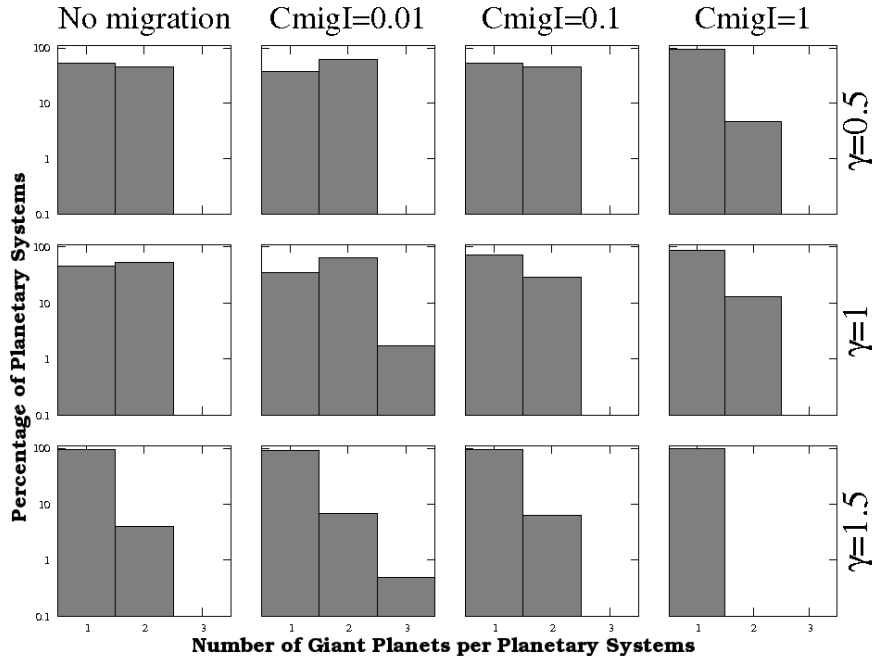 No migration CmigI=0.01 CmigI=0.1 CmigI=1
100
10
1
0.1
γ=0.5
100
10
1
0.1
γ=1
100
10
1
0.1
γ=1.5
1 2 3 1 2 3 1 2 3 1 2 3
Percentage of Planetary Systems
Number of Giant Planets per Planetary Systems